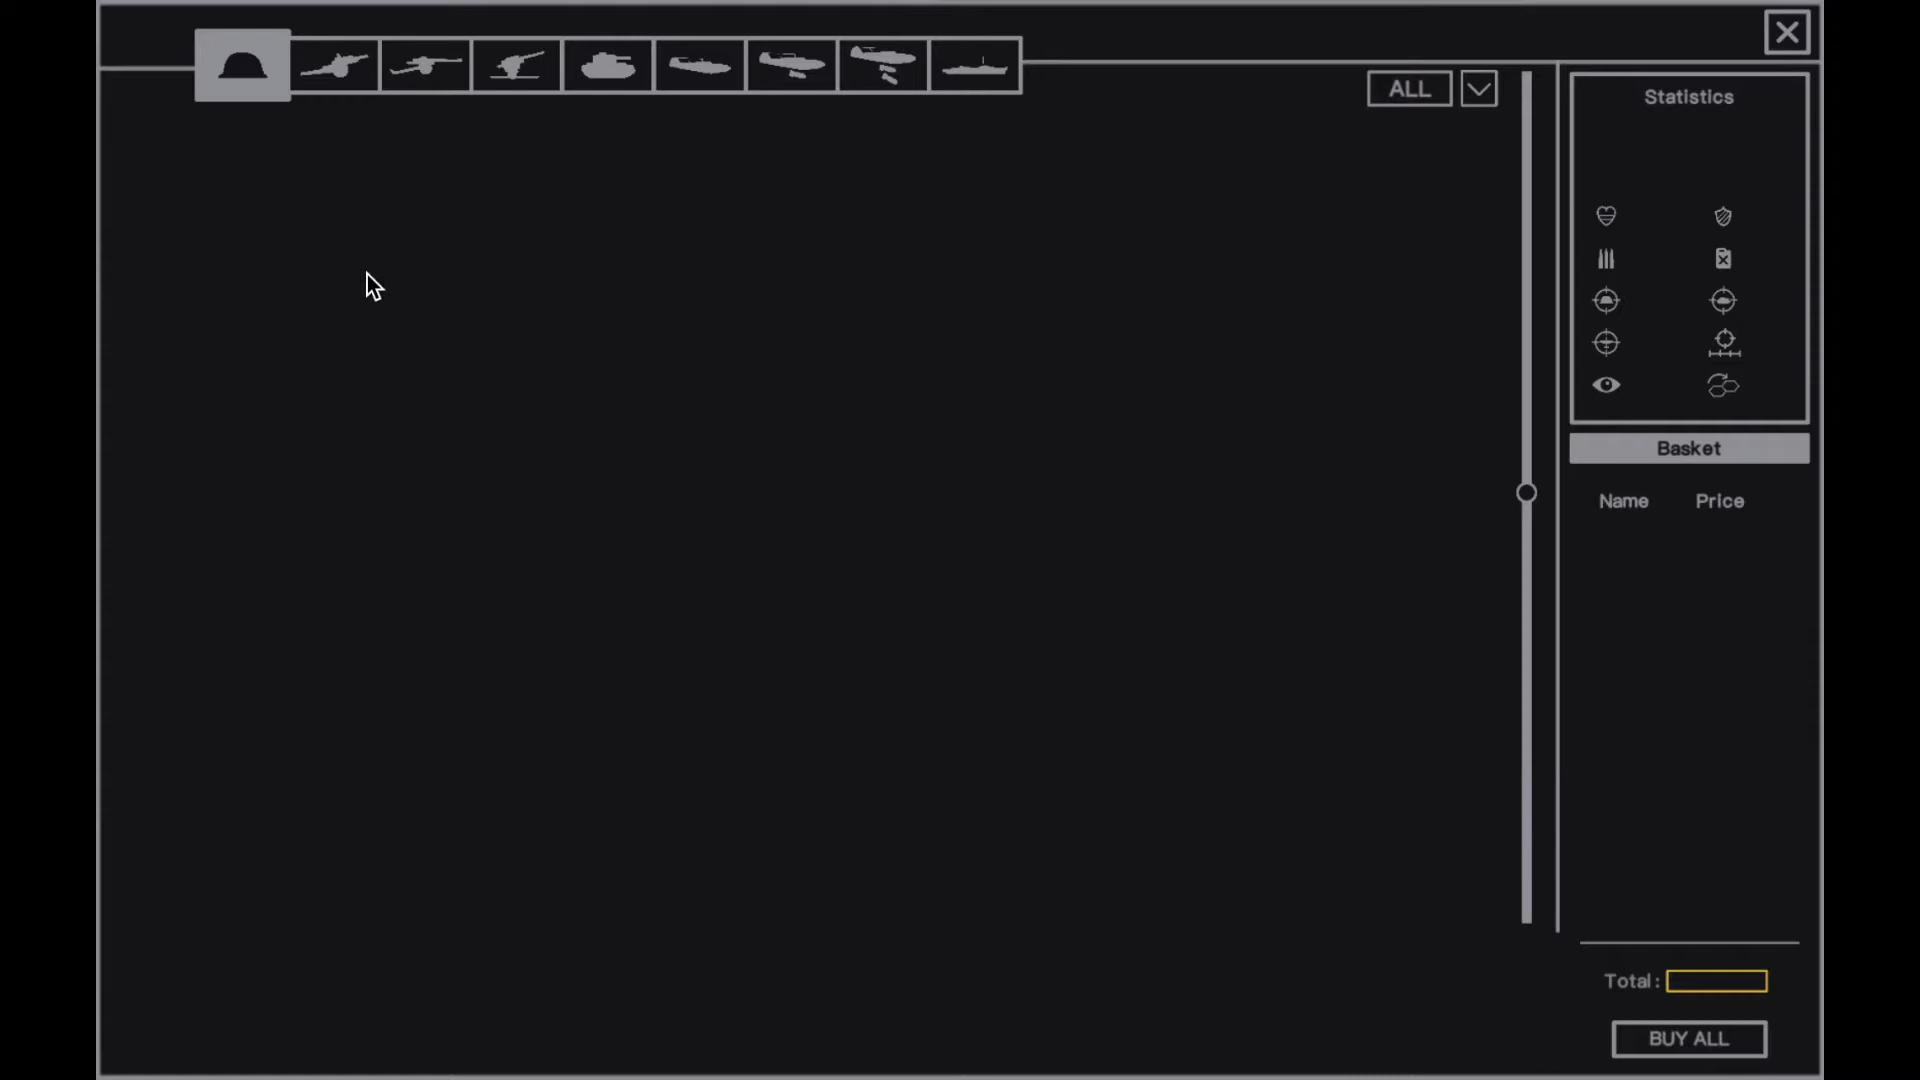 ALL
Statistics
Basket
Name Price
Total:
BUY ALL